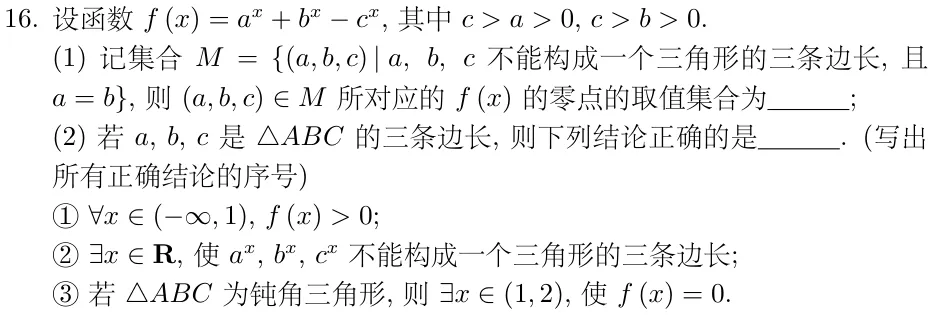 16. 设函数 f (x) = aˣ + bˣ − cˣ, 其中 c > a > 0, c > b > 0.
(1) 记集合 M = {(a, b, c) | a, b, c 不能构成一个三角形的三条边长, 且
a = b}, 则 (a, b, c) ∈ M 所对应的 f (x) 的零点的取值集合为______;
(2) 若 a, b, c 是 △ABC 的三条边长, 则下列结论正确的是______. (写出
所有正确结论的序号)
① ∀x ∈ (−∞, 1), f (x) > 0;
② ∃x ∈ R, 使 aˣ, bˣ, cˣ 不能构成一个三角形的三条边长;
③ 若 △ABC 为钝角三角形, 则 ∃x ∈ (1, 2), 使 f (x) = 0.